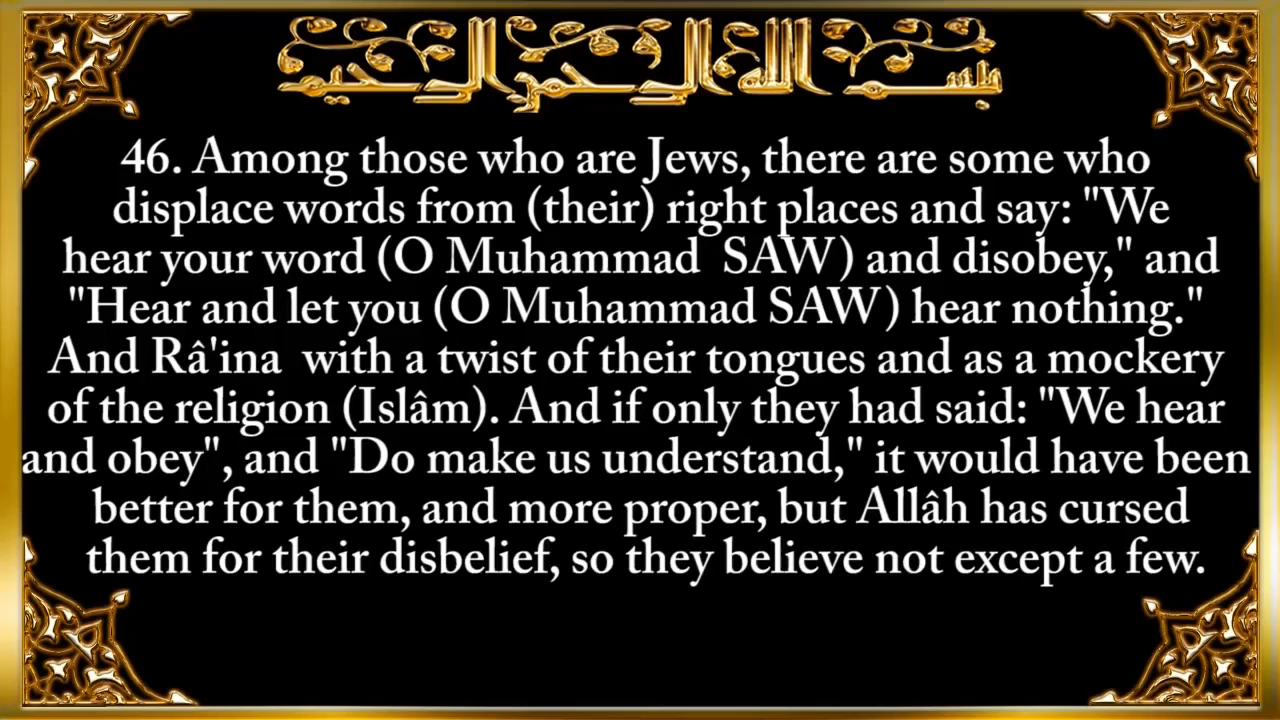 بسم الله الرحمن الرحيم
46. Among those who are Jews, there are some who
displace words from (their) right places and say: "We
hear your word (O Muhammad  SAW) and disobey," and
"Hear and let you (O Muhammad SAW) hear nothing."
And Râ'ina  with a twist of their tongues and as a mockery
of the religion (Islâm). And if only they had said: "We hear
and obey", and "Do make us understand," it would have been
better for them, and more proper, but Allâh has cursed
them for their disbelief, so they believe not except a few.